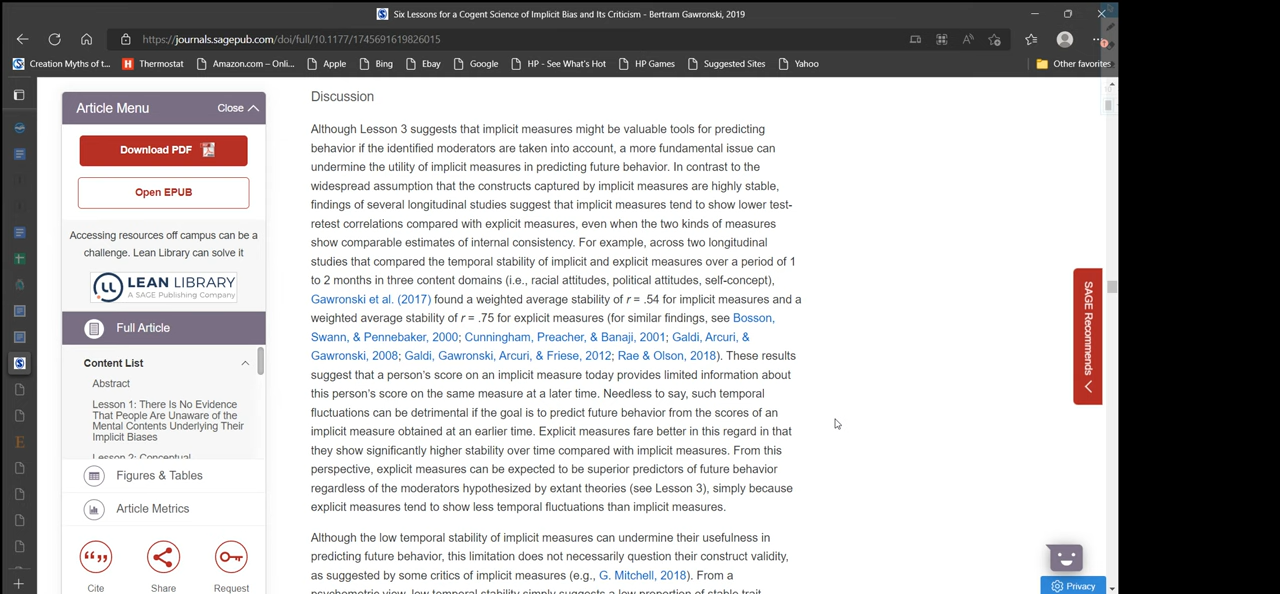 Six Lessons for a Cogent Science of Implicit Bias and Its Criticism - Bertram Gawronski, 2019
https://journals.sagepub.com/doi/full/10.1177/1745691619826015
Creation Myths of t... Thermostat Amazon.com – Onli... Apple Bing Ebay Google HP - See What's Hot HP Games Suggested Sites Yahoo Other favorites
Article Menu Close
Download PDF
Open EPUB
Accessing resources off campus can be a
challenge. Lean Library can solve it
LEAN LIBRARY
A SAGE Publishing Company
Full Article
Content List
Abstract
Lesson 1: There Is No Evidence
That People Are Unaware of the
Mental Contents Underlying Their
Implicit Biases
Lesson 2: Conceptual
Figures & Tables
Article Metrics
Cite Share Request
Discussion
Although Lesson 3 suggests that implicit measures might be valuable tools for predicting
behavior if the identified moderators are taken into account, a more fundamental issue can
undermine the utility of implicit measures in predicting future behavior. In contrast to the
widespread assumption that the constructs captured by implicit measures are highly stable,
findings of several longitudinal studies suggest that implicit measures tend to show lower test-
retest correlations compared with explicit measures, even when the two kinds of measures
show comparable estimates of internal consistency. For example, across two longitudinal
studies that compared the temporal stability of implicit and explicit measures over a period of 1
to 2 months in three content domains (i.e., racial attitudes, political attitudes, self-concept),
Gawronski et al. (2017) found a weighted average stability of r = .54 for implicit measures and a
weighted average stability of r = .75 for explicit measures (for similar findings, see Bosson,
Swann, & Pennebaker, 2000; Cunningham, Preacher, & Banaji, 2001; Galdi, Arcuri, &
Gawronski, 2008; Galdi, Gawronski, Arcuri, & Friese, 2012; Rae & Olson, 2018). These results
suggest that a person's score on an implicit measure today provides limited information about
this person's score on the same measure at a later time. Needless to say, such temporal
fluctuations can be detrimental if the goal is to predict future behavior from the scores of an
implicit measure obtained at an earlier time. Explicit measures fare better in this regard in that
they show significantly higher stability over time compared with implicit measures. From this
perspective, explicit measures can be expected to be superior predictors of future behavior
regardless of the moderators hypothesized by extant theories (see Lesson 3), simply because
explicit measures tend to show less temporal fluctuations than implicit measures.
Although the low temporal stability of implicit measures can undermine their usefulness in
predicting future behavior, this limitation does not necessarily question their construct validity,
as suggested by some critics of implicit measures (e.g., G. Mitchell, 2018). From a
psychometric view, low temporal stability simply suggests a low proportion of stable trait
SAGE Recommends
Privacy